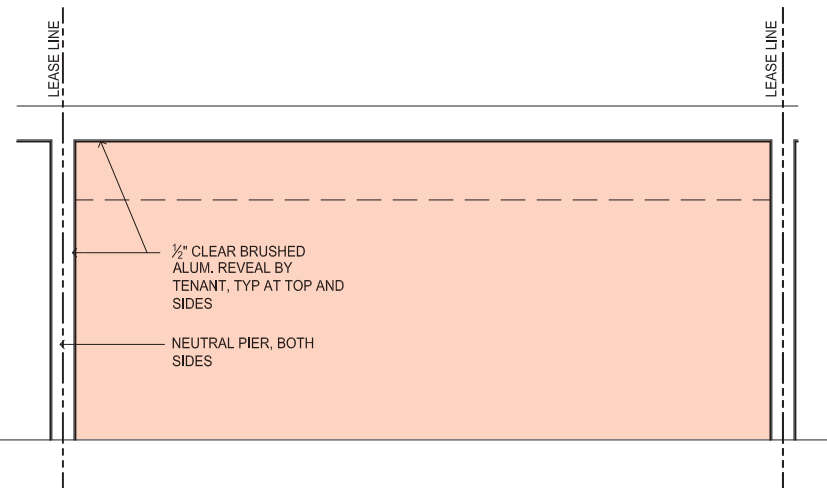 LEASE LINE
LEASE LINE
½" CLEAR BRUSHED
ALUM. REVEAL BY
TENANT, TYP AT TOP AND
SIDES
NEUTRAL PIER, BOTH
SIDES